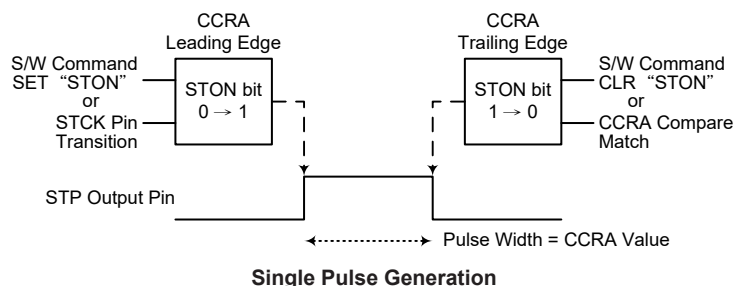 CCRA
Leading Edge
CCRA
Trailing Edge
S/W Command
SET “STON”
or
STCK Pin
Transition
STON bit
0 → 1
STON bit
1 → 0
S/W Command
CLR “STON”
or
CCRA Compare
Match
STP Output Pin
Pulse Width = CCRA Value
Single Pulse Generation